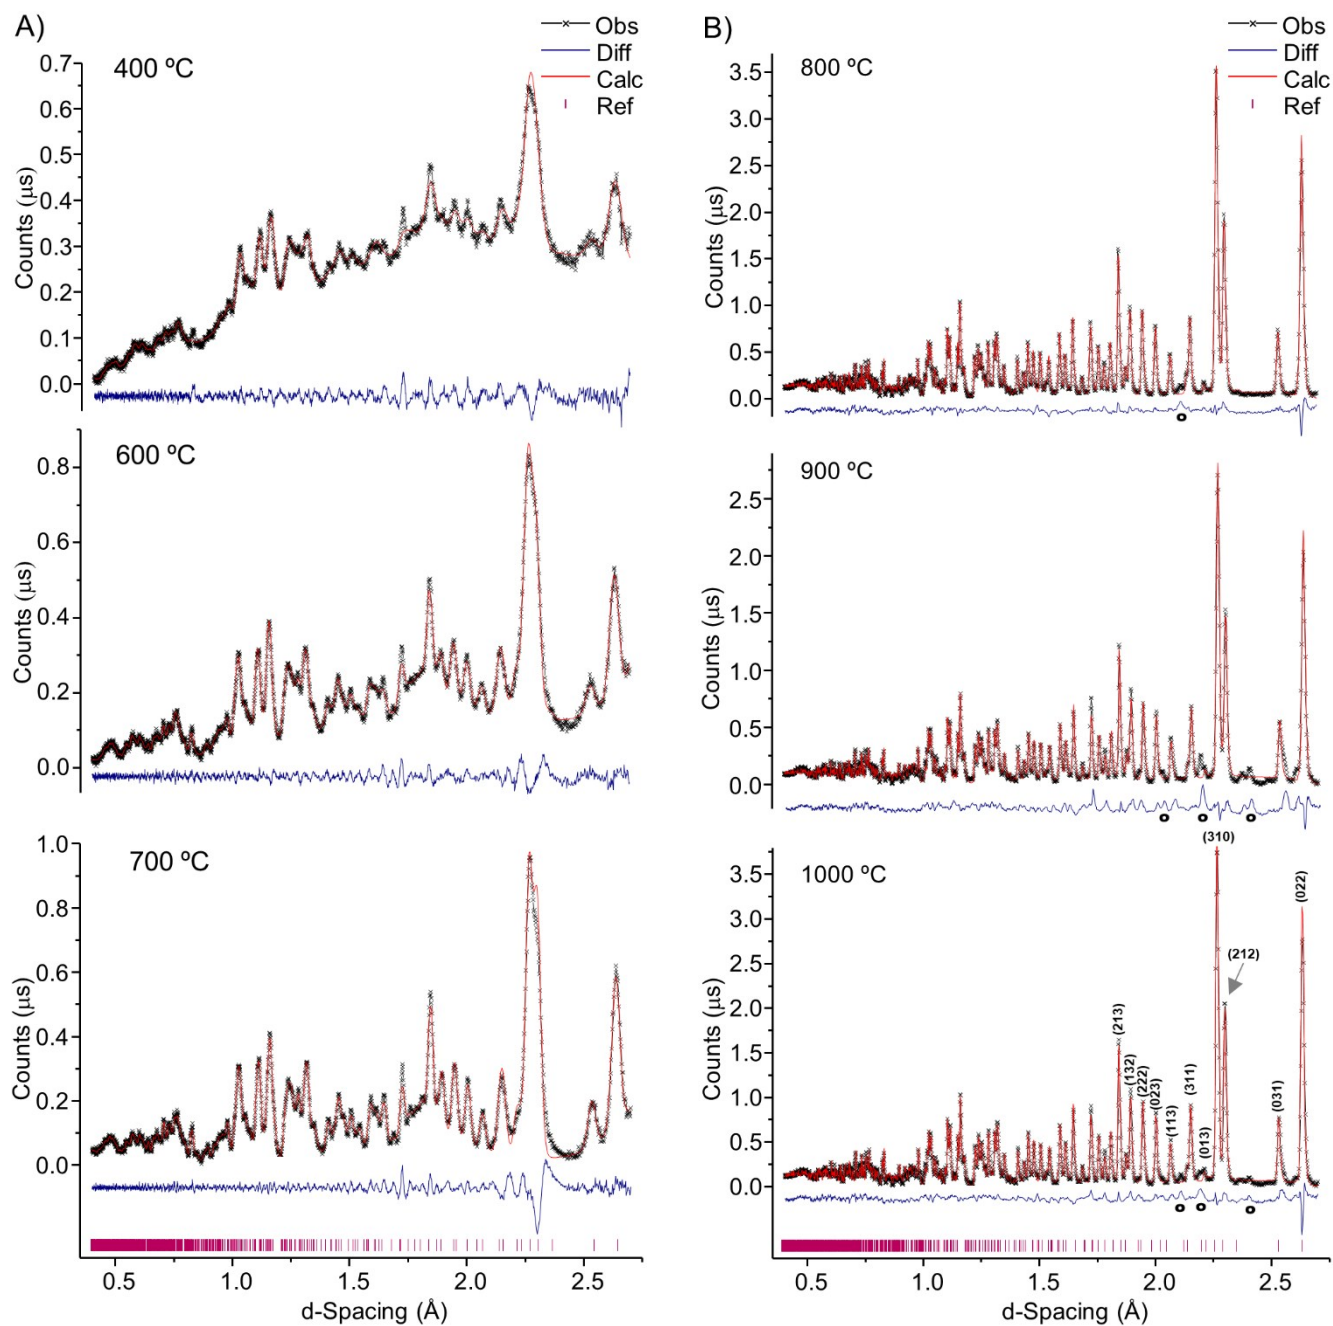 A)
Obs
Diff
Calc
Ref
400 ºC
0.7
0.6
0.5
0.4
0.3
0.2
0.1
0.0
Counts (µs)
600 ºC
0.8
0.6
0.4
0.2
0.0
Counts (µs)
700 ºC
1.0
0.8
0.6
0.4
0.2
0.0
Counts (µs)
0.5 1.0 1.5 2.0 2.5
d-Spacing (Å)
B)
Obs
Diff
Calc
Ref
800 ºC
3.5
3.0
2.5
2.0
1.5
1.0
0.5
0.0
Counts (µs)
o
900 ºC
2.5
2.0
1.5
1.0
0.5
0.0
Counts (µs)
o o o
1000 ºC
3.5
3.0
2.5
2.0
1.5
1.0
0.5
0.0
Counts (µs)
(213)
(132)
(222)
(023)
(113)
(311)
(013)
(310)
(212)
(031)
(022)
o o o
0.5 1.0 1.5 2.0 2.5
d-Spacing (Å)